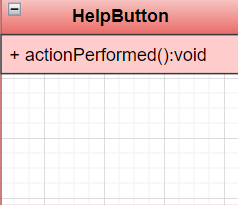 HelpButton
+ actionPerformed():void